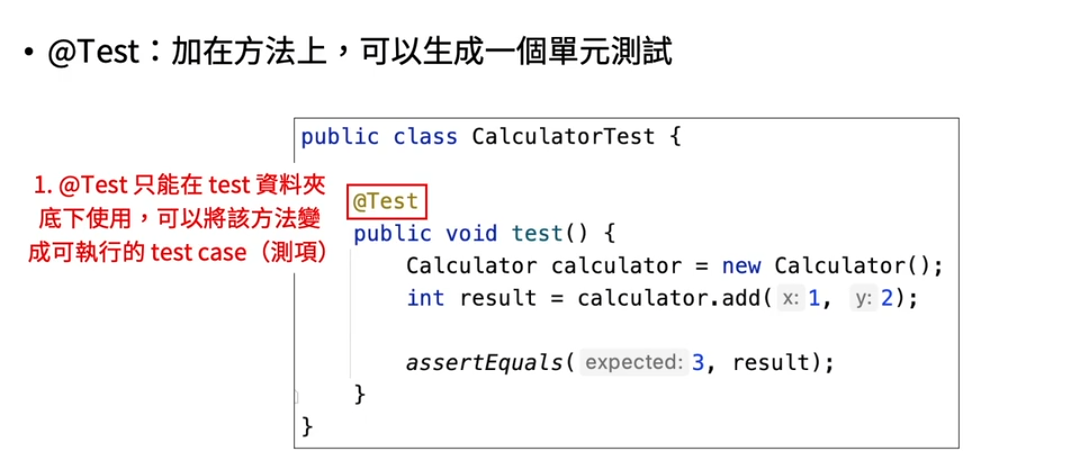 • @Test：加在方法上，可以生成一個單元測試
public class CalculatorTest {
1. @Test 只能在 test 資料夾
底下使用，可以將該方法變
成可執行的 test case（測項）
@Test
public void test() {
Calculator calculator = new Calculator();
int result = calculator.add( x: 1, y: 2);
assertEquals( expected: 3, result);
}
}